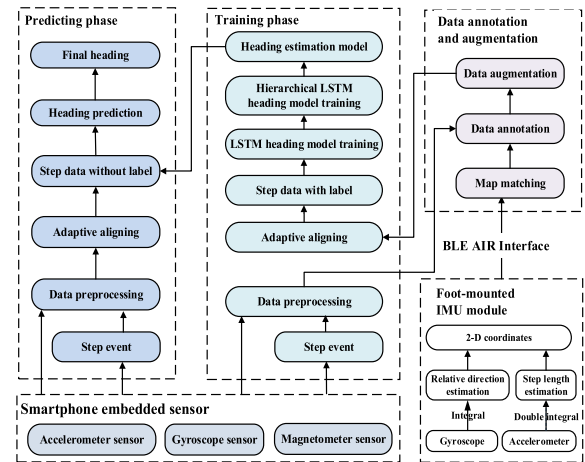 Predicting phase
Final heading
Heading prediction
Step data without label
Adaptive aligning
Data preprocessing
Step event
Training phase
Heading estimation model
Hierarchical LSTM
heading model training
LSTM heading model training
Step data with label
Adaptive aligning
Data preprocessing
Step event
Data annotation
and augmentation
Data augmentation
Data annotation
Map matching
BLE AIR Interface
Foot-mounted
IMU module
2-D coordinates
Relative direction
estimation
Step length
estimation
Integral
Double integral
Gyroscope
Accelerometer
Smartphone embedded sensor
Accelerometer sensor
Gyroscope sensor
Magnetometer sensor